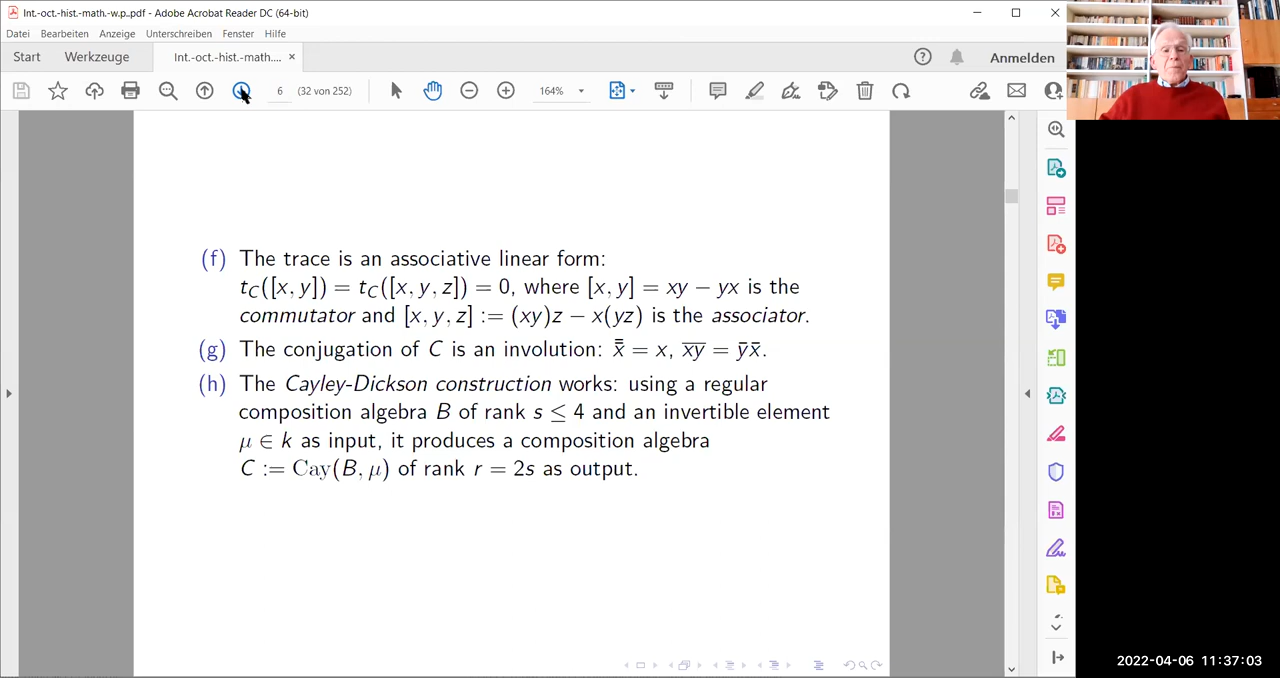 Int.-oct.-hist.-math.-w.p..pdf - Adobe Acrobat Reader DC (64-bit)
Datei Bearbeiten Anzeige Unterschreiben Fenster Hilfe
Start Werkzeuge Int.-oct.-hist.-math.... × Anmelden
6 (32 von 252) 164%
(f) The trace is an associative linear form:
t_C([x, y]) = t_C([x, y, z]) = 0, where [x, y] = xy − yx is the
commutator and [x, y, z] := (xy)z − x(yz) is the associator.
(g) The conjugation of C is an involution: x̄̄ = x, x̅y̅ = ȳx̄.
(h) The Cayley-Dickson construction works: using a regular
composition algebra B of rank s ≤ 4 and an invertible element
μ ∈ k as input, it produces a composition algebra
C := Cay(B, μ) of rank r = 2s as output.
2022-04-06 11:37:03